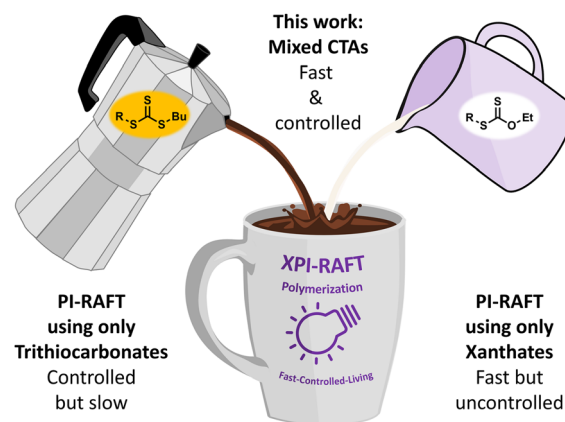 This work:
Mixed CTAs
Fast
&
controlled
S
R
S
S
Bu
S
R
S
O
Et
XPI-RAFT
Polymerization
Fast-Controlled-Living
PI-RAFT
using only
Trithiocarbonates
Controlled
but slow
PI-RAFT
using only
Xanthates
Fast but
uncontrolled